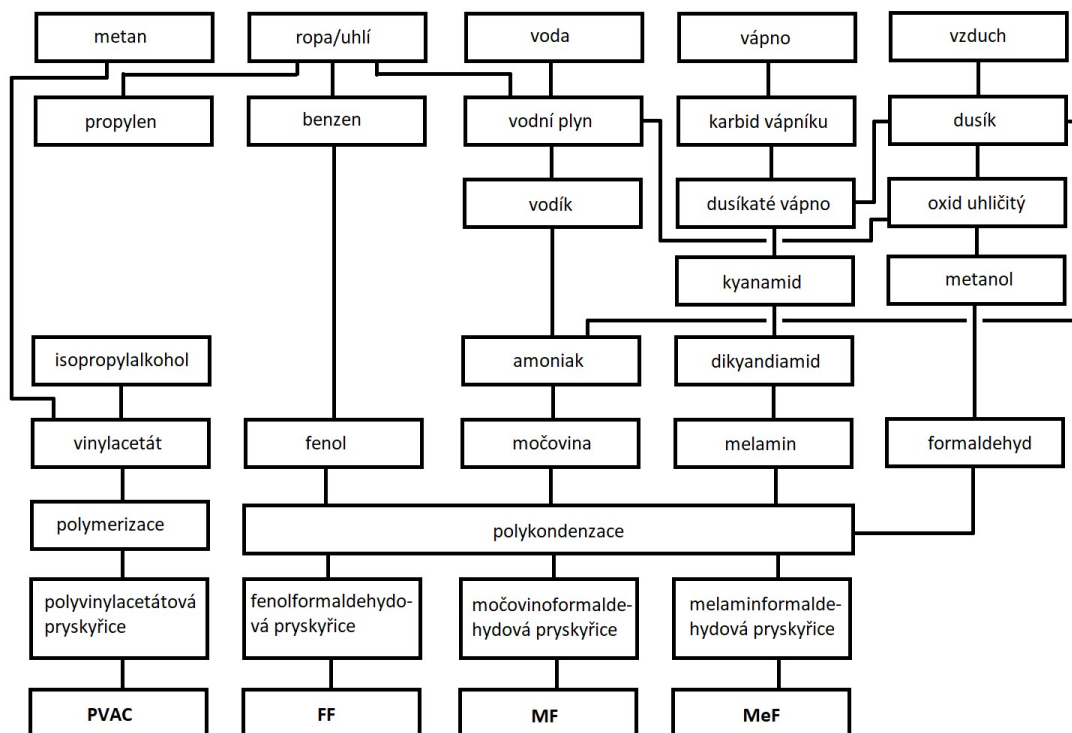 metan
ropa/uhlí
voda
vápno
vzduch
propylen
benzen
vodní plyn
karbid vápníku
dusík
vodík
dusíkaté vápno
oxid uhličitý
kyanamid
metanol
isopropylalkohol
amoniak
dikyandiamid
vinylacetát
fenol
močovina
melamin
formaldehyd
polymerizace
polykondenzace
polyvinylacetátová
pryskyřice
fenolformaldehydo-
vá pryskyřice
močovinoformalde-
hydová pryskyřice
melaminformalde-
hydová pryskyřice
PVAC
FF
MF
MeF